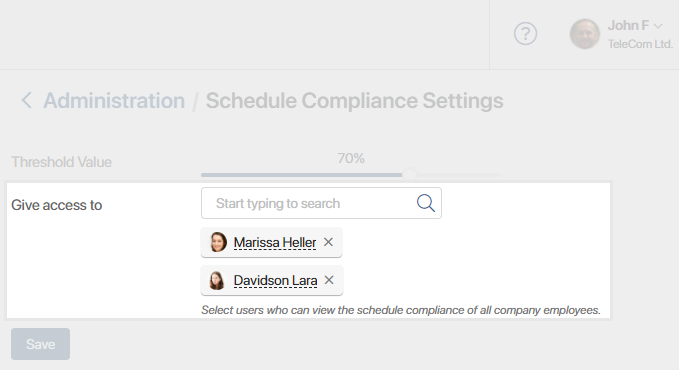 John F
TeleCom Ltd.
Administration / Schedule Compliance Settings
Threshold Value
70%
Give access to
Start typing to search
Marissa Heller
Davidson Lara
Select users who can view the schedule compliance of all company employees.
Save